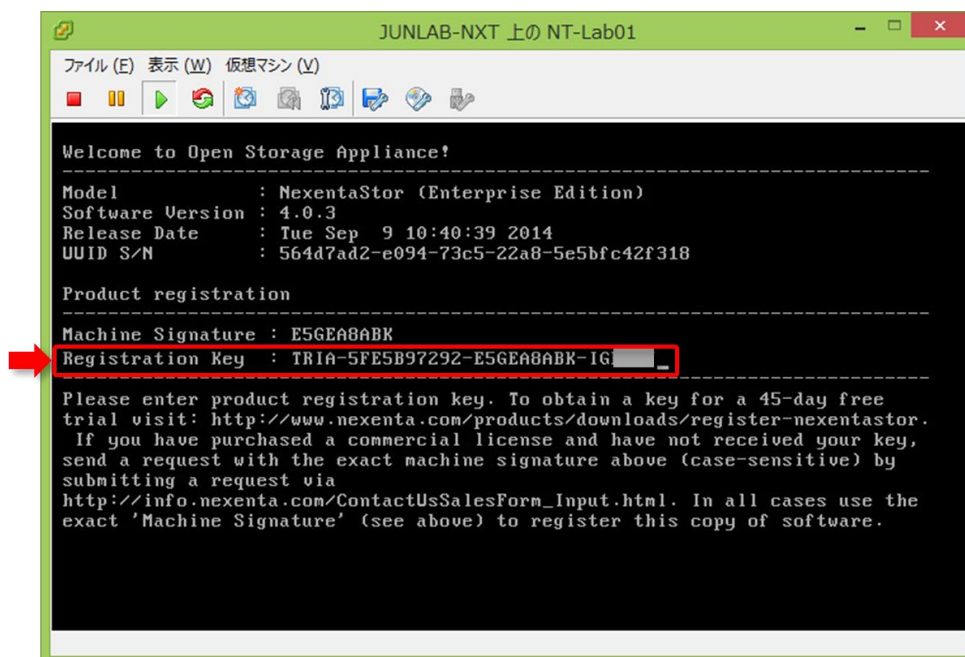 JUNLAB-NXT 上の NT-Lab01
ファイル (F) 表示 (W) 仮想マシン (V)
Welcome to Open Storage Appliance!
Model : NexentaStor (Enterprise Edition)
Software Version : 4.0.3
Release Date : Tue Sep 9 10:40:39 2014
UUID S/N : 564d7ad2-e094-73c5-22a8-5e5bfc42f318
Product registration
Machine Signature : E5GEA8ABK
Registration Key : TRIA-5FE5B97292-E5GEA8ABK-IG
Please enter product registration key. To obtain a key for a 45-day free
trial visit: http://www.nexenta.com/products/downloads/register-nexentastor.
If you have purchased a commercial license and have not received your key,
send a request with the exact machine signature above (case-sensitive) by
submitting a request via
http://info.nexenta.com/ContactUsSalesForm_Input.html. In all cases use the
exact 'Machine Signature' (see above) to register this copy of software.